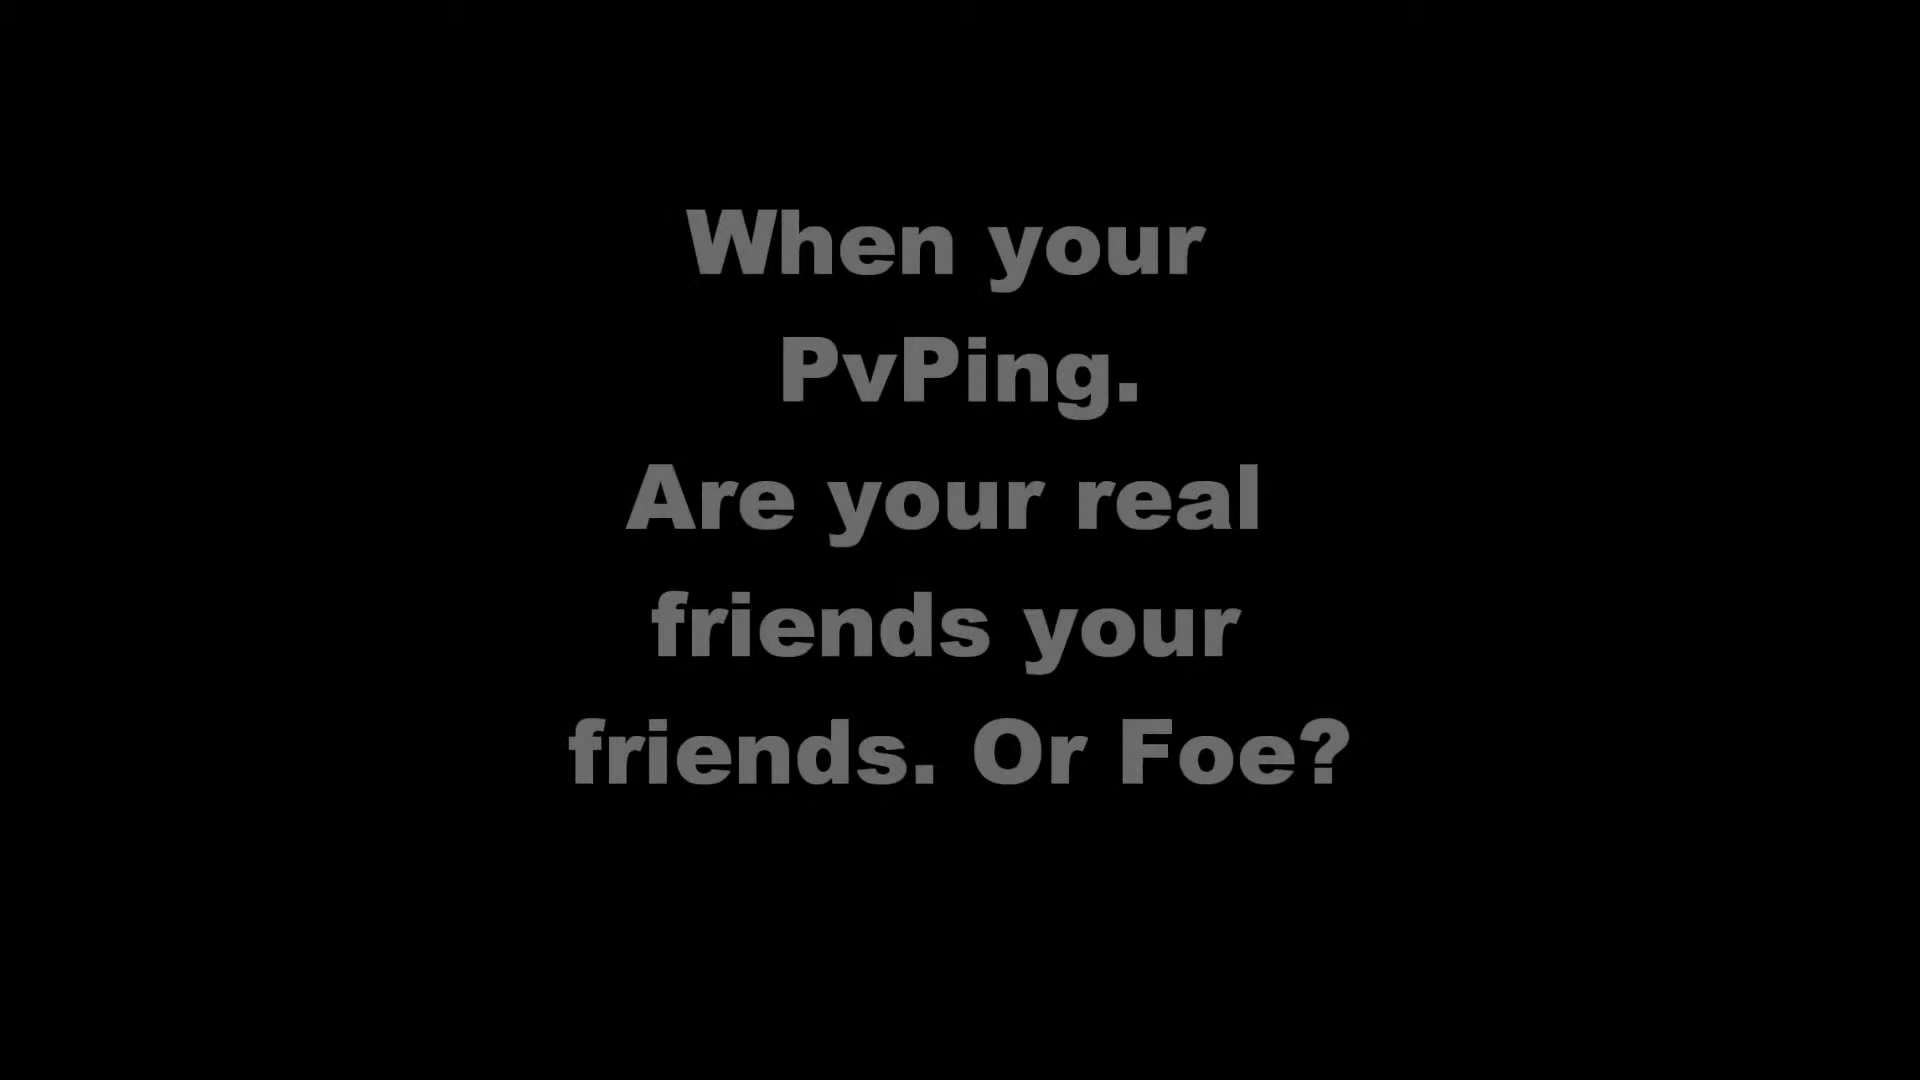 When your
PvPing.
Are your real
friends your
friends. Or Foe?